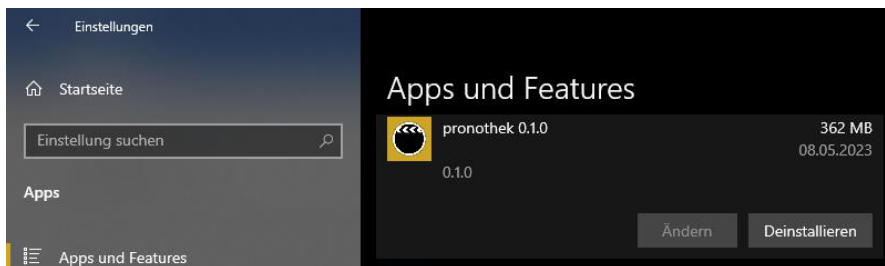 Einstellungen
Startseite
Einstellung suchen
Apps
Apps und Features
Apps und Features
pronothek 0.1.0
362 MB
08.05.2023
0.1.0
Ändern
Deinstallieren